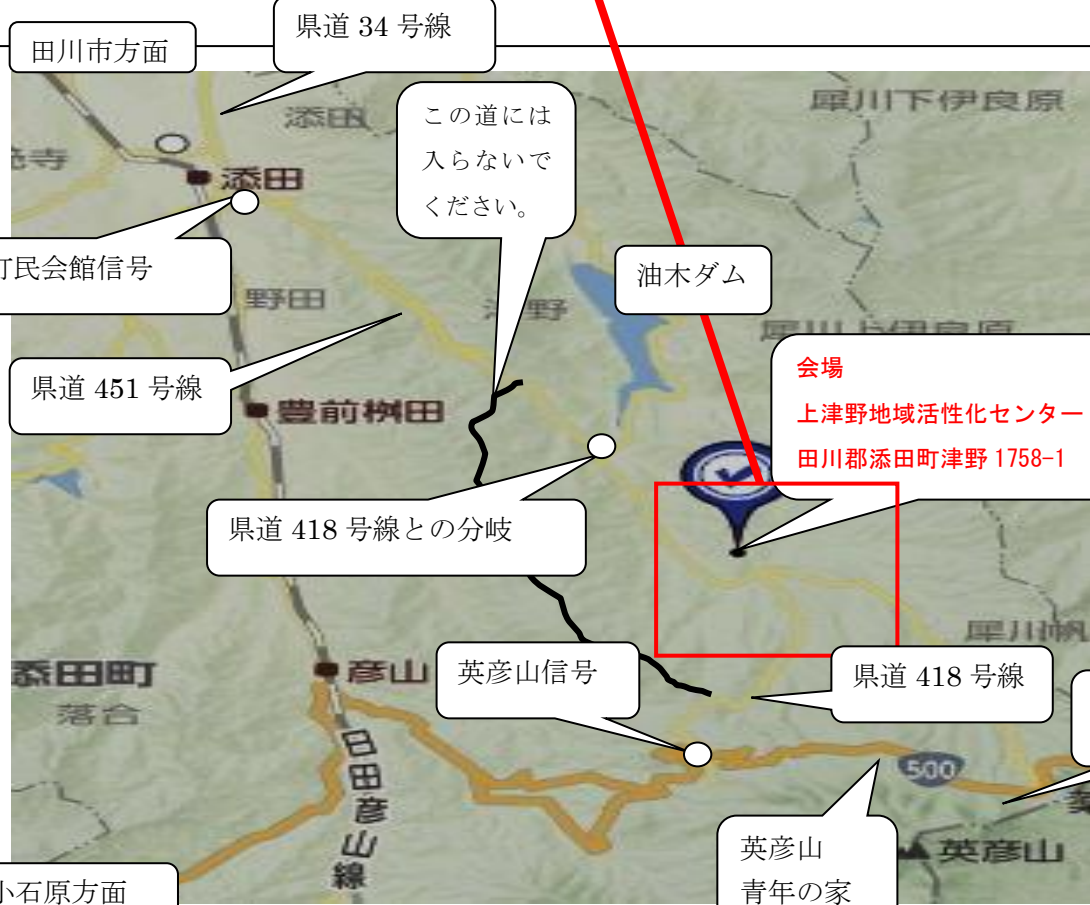 県道 34 号線
田川市方面
添田
犀川下伊良原
この道には
入らないで
ください。
添田
町民会館信号
油木ダム
野田
津野
犀川上伊良原
会場
上津野地域活性化センター
田川郡添田町津野 1758-1
県道 451 号線
豊前桝田
県道 418 号線との分岐
添田町
彦山
英彦山信号
県道 418 号線
落合
日田彦山線
500
英彦山
英彦山
青年の家
小石原方面